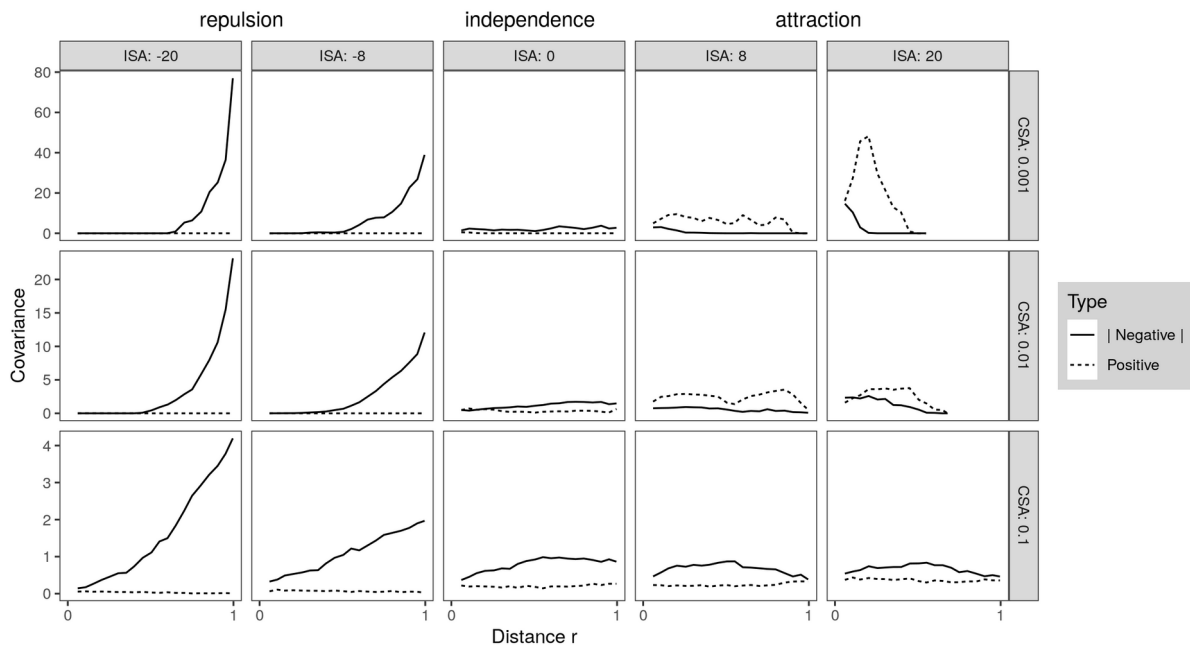 repulsion independence attraction
ISA: -20 ISA: -8 ISA: 0 ISA: 8 ISA: 20
80
60
40
20
0
CSA: 0.001
20
15
10
5
0
CSA: 0.01
4
3
2
1
0
CSA: 0.1
0 1 0 1 0 1 0 1 0 1
Covariance
Distance r
Type
| Negative |
Positive